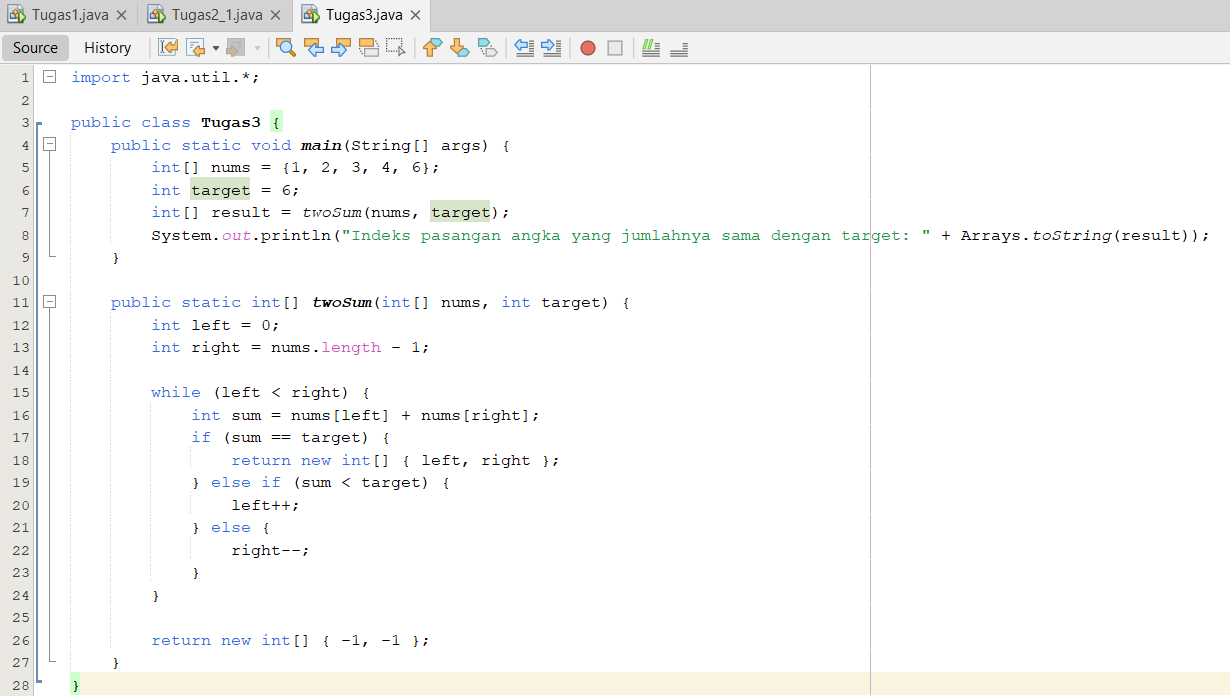 Tugas1.java Tugas2_1.java Tugas3.java
Source History
1 import java.util.*;
2
3 public class Tugas3 {
4     public static void main(String[] args) {
5         int[] nums = {1, 2, 3, 4, 6};
6         int target = 6;
7         int[] result = twoSum(nums, target);
8         System.out.println("Indeks pasangan angka yang jumlahnya sama dengan target: " + Arrays.toString(result));
9     }
10
11     public static int[] twoSum(int[] nums, int target) {
12         int left = 0;
13         int right = nums.length - 1;
14
15         while (left < right) {
16             int sum = nums[left] + nums[right];
17             if (sum == target) {
18                 return new int[] { left, right };
19             } else if (sum < target) {
20                 left++;
21             } else {
22                 right--;
23             }
24         }
25
26         return new int[] { -1, -1 };
27     }
28 }